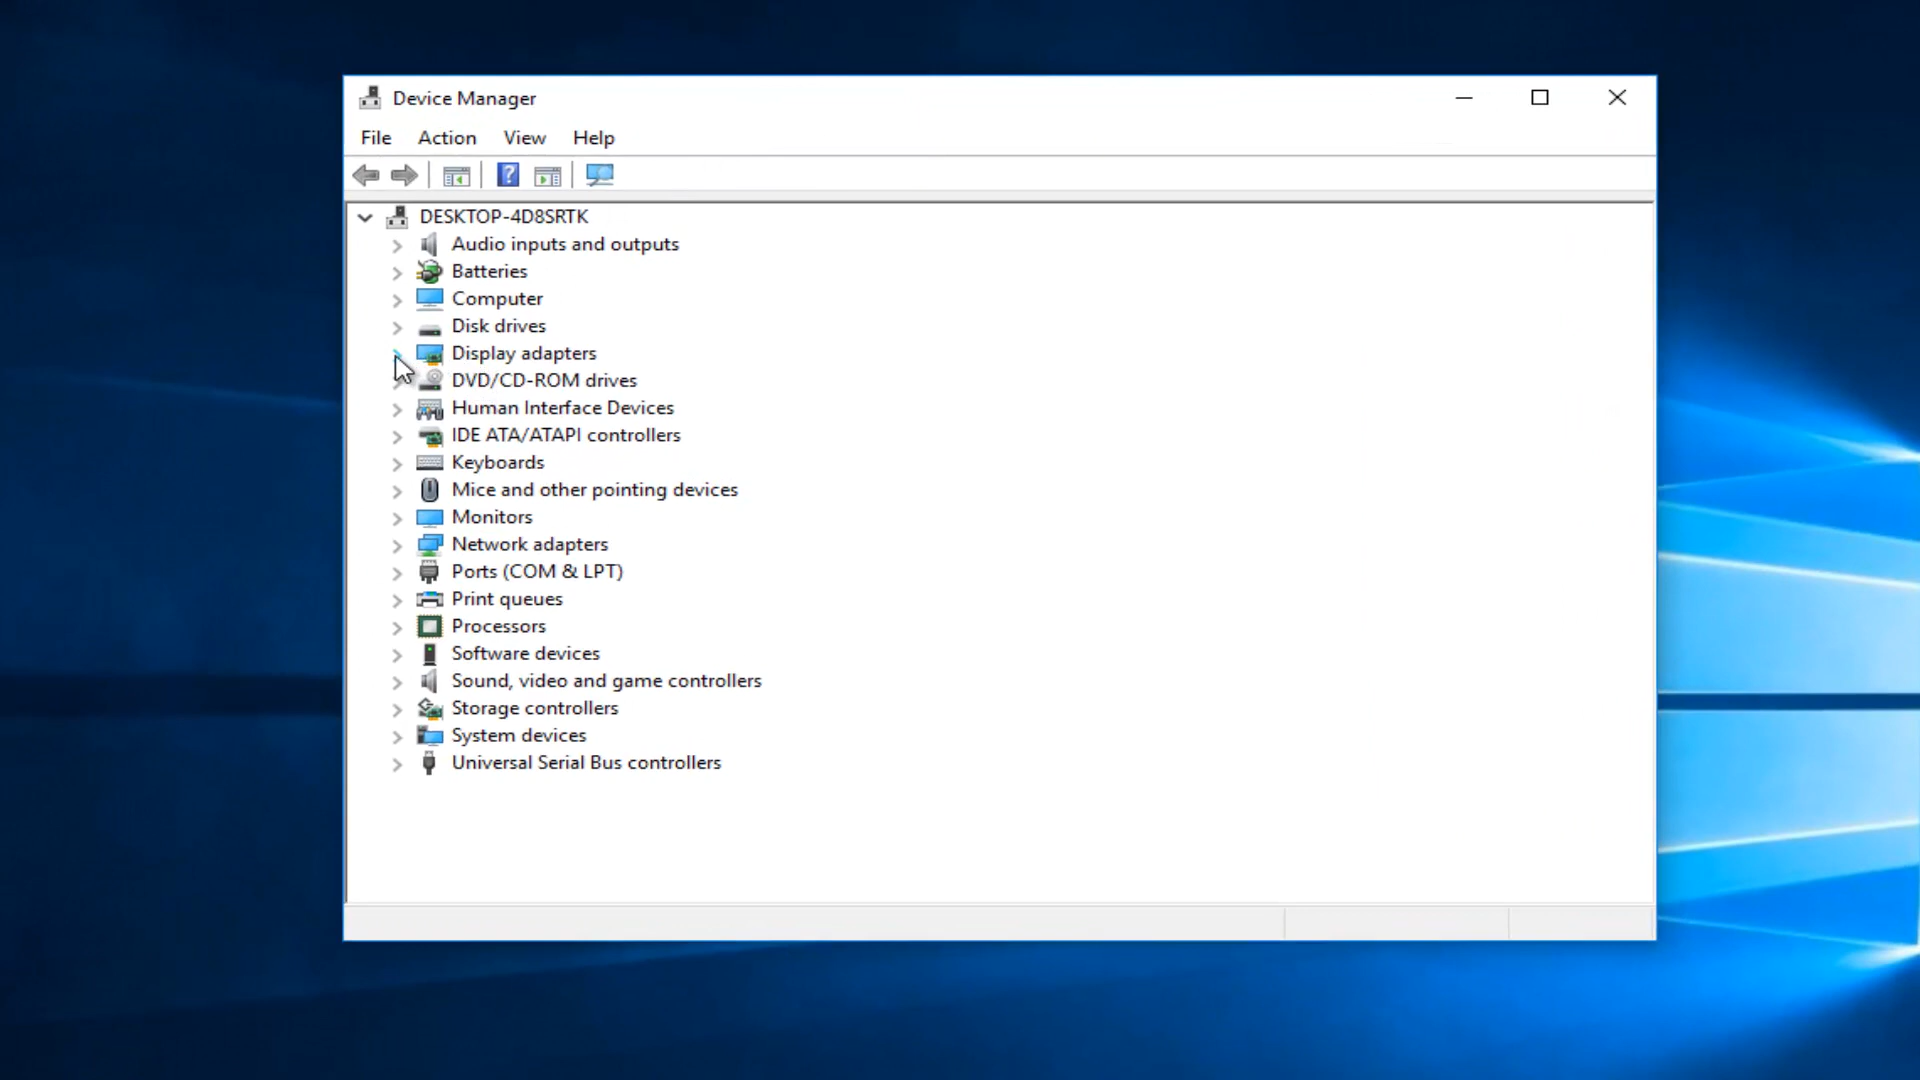 Device Manager
File Action View Help
?
DESKTOP-4D8SRTK
Audio inputs and outputs
Batteries
Computer
Disk drives
Display adapters
DVD/CD-ROM drives
Human Interface Devices
IDE ATA/ATAPI controllers
Keyboards
Mice and other pointing devices
Monitors
Network adapters
Ports (COM & LPT)
Print queues
Processors
Software devices
Sound, video and game controllers
Storage controllers
System devices
Universal Serial Bus controllers